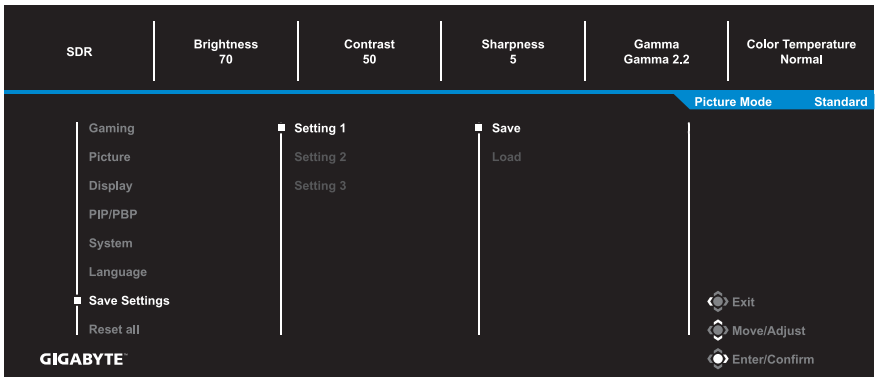 SDR
Brightness
70
Contrast
50
Sharpness
5
Gamma
Gamma 2.2
Color Temperature
Normal
Picture Mode Standard
Gaming
Picture
Display
PIP/PBP
System
Language
Save Settings
Reset all
Setting 1
Setting 2
Setting 3
Save
Load
Exit
Move/Adjust
Enter/Confirm
GIGABYTE™